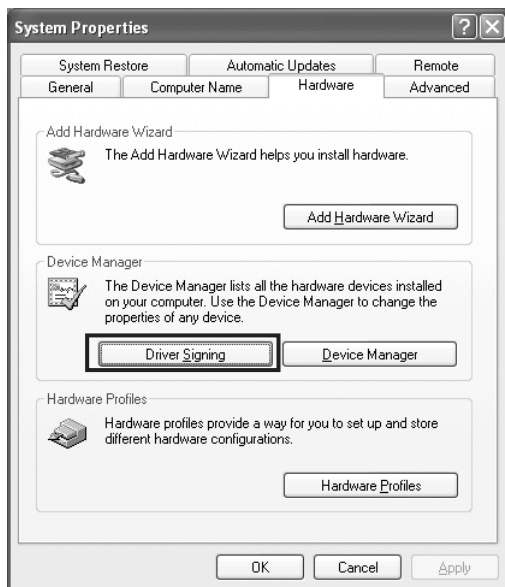 System Properties
System Restore Automatic Updates Remote
General Computer Name Hardware Advanced
Add Hardware Wizard
The Add Hardware Wizard helps you install hardware.
Add Hardware Wizard
Device Manager
The Device Manager lists all the hardware devices installed
on your computer. Use the Device Manager to change the
properties of any device.
Driver Signing Device Manager
Hardware Profiles
Hardware profiles provide a way for you to set up and store
different hardware configurations.
Hardware Profiles
OK Cancel Apply